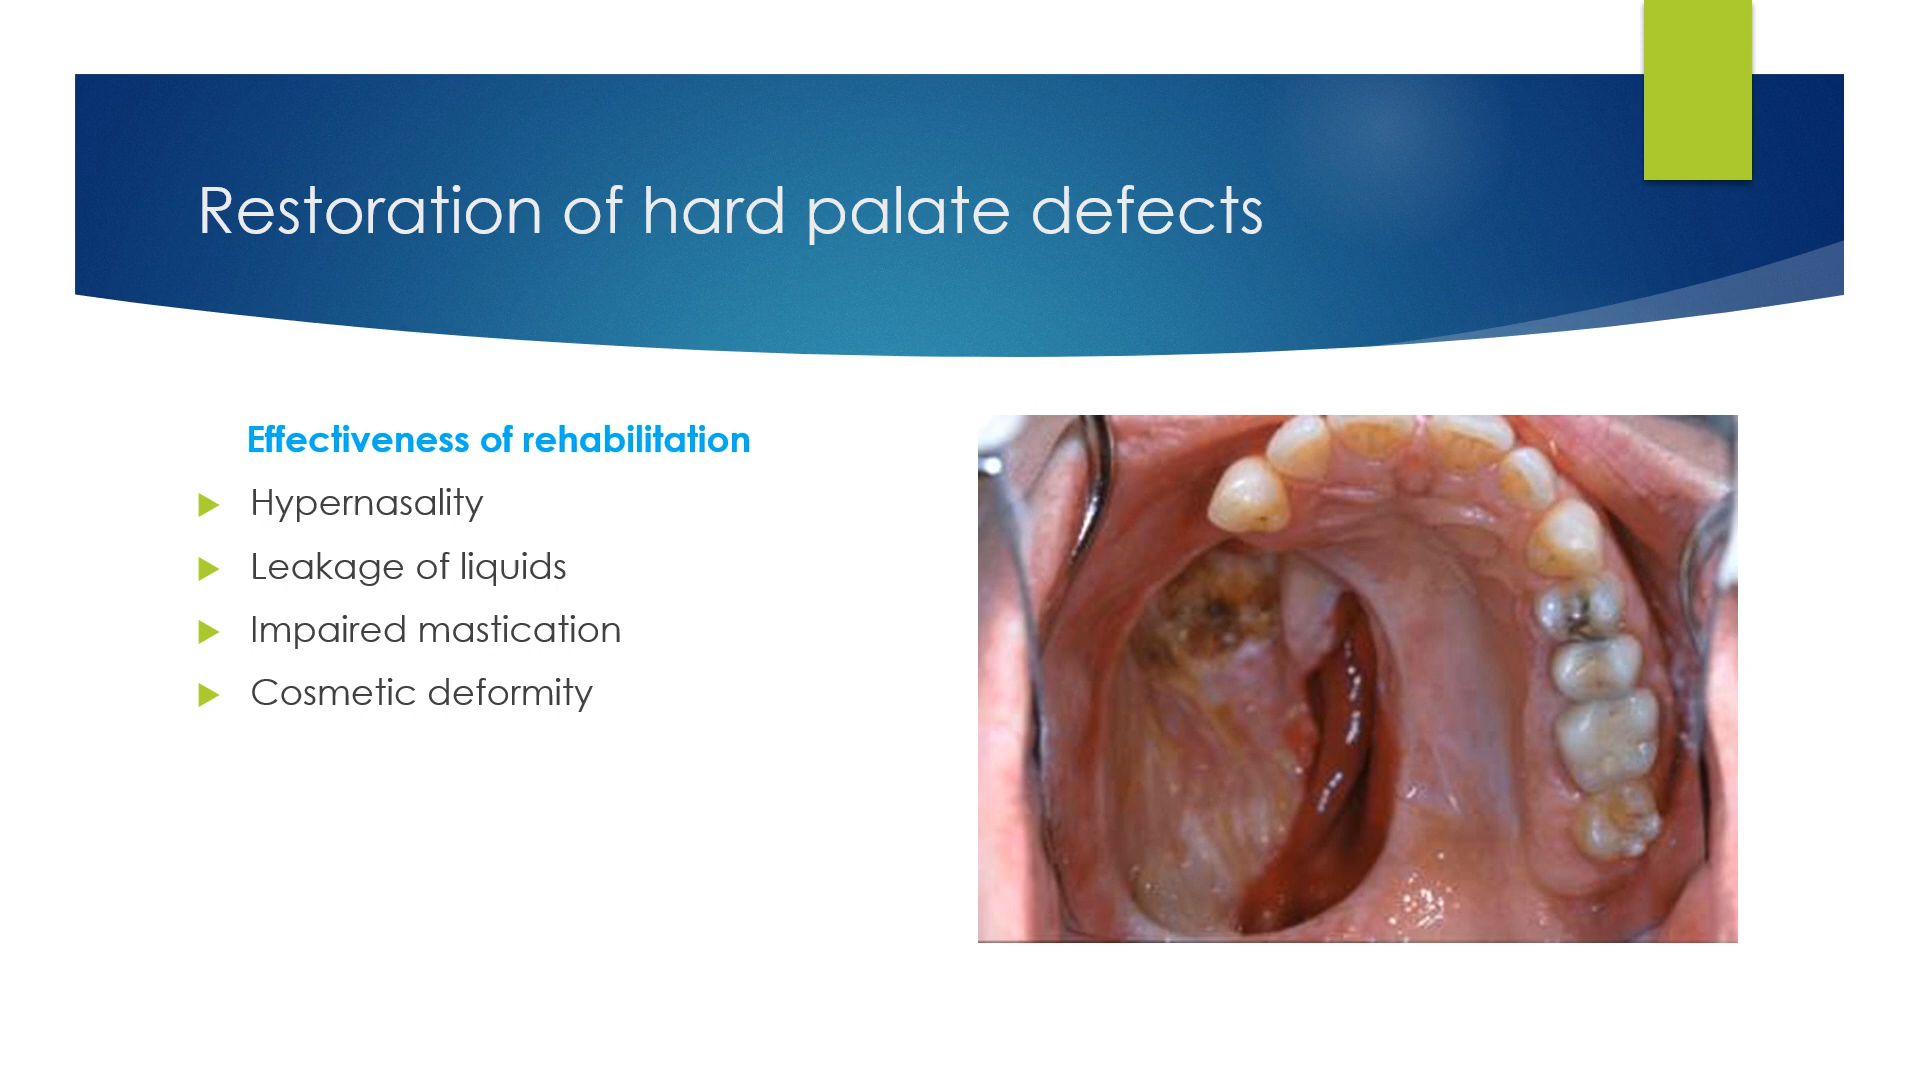 Restoration of hard palate defects
Effectiveness of rehabilitation
Hypernasality
Leakage of liquids
Impaired mastication
Cosmetic deformity